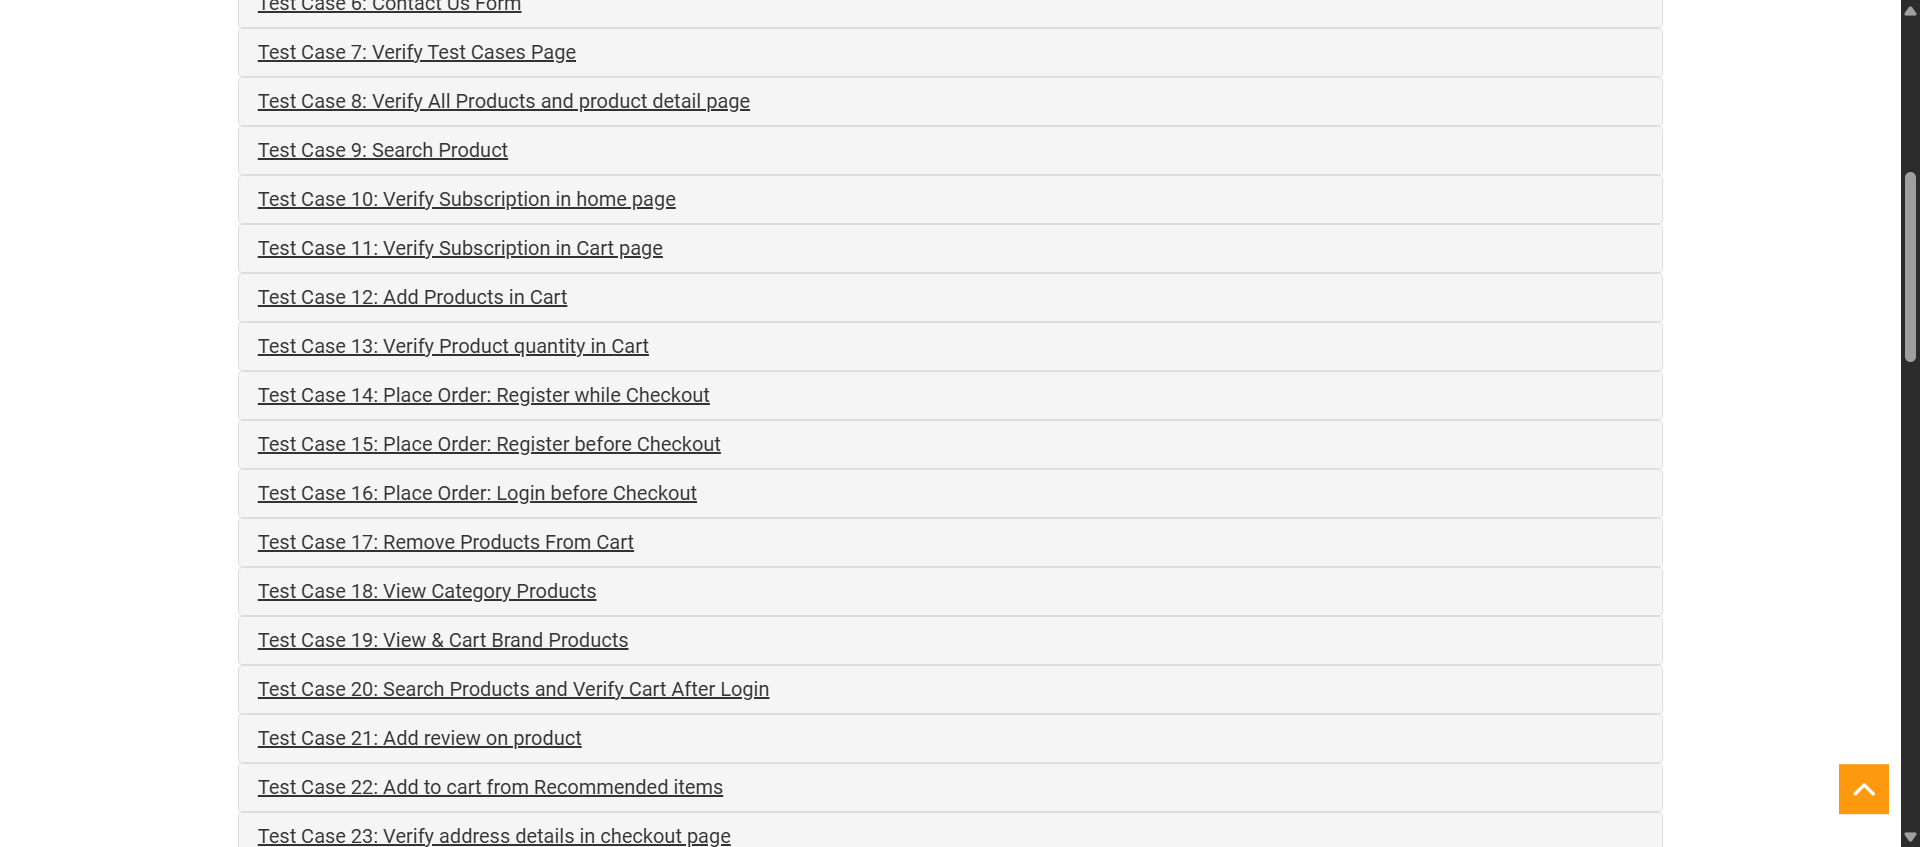 Test Case 6: Contact Us Form
Test Case 7: Verify Test Cases Page
Test Case 8: Verify All Products and product detail page
Test Case 9: Search Product
Test Case 10: Verify Subscription in home page
Test Case 11: Verify Subscription in Cart page
Test Case 12: Add Products in Cart
Test Case 13: Verify Product quantity in Cart
Test Case 14: Place Order: Register while Checkout
Test Case 15: Place Order: Register before Checkout
Test Case 16: Place Order: Login before Checkout
Test Case 17: Remove Products From Cart
Test Case 18: View Category Products
Test Case 19: View & Cart Brand Products
Test Case 20: Search Products and Verify Cart After Login
Test Case 21: Add review on product
Test Case 22: Add to cart from Recommended items
Test Case 23: Verify address details in checkout page